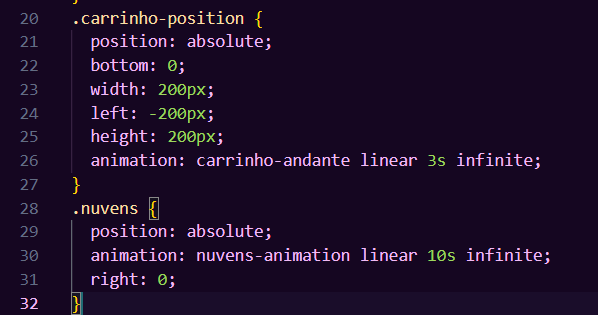 20 .carrinho-position {
21 position: absolute;
22 bottom: 0;
23 width: 200px;
24 left: -200px;
25 height: 200px;
26 animation: carrinho-andante linear 3s infinite;
27 }
28 .nuvens {
29 position: absolute;
30 animation: nuvens-animation linear 10s infinite;
31 right: 0;
32 }